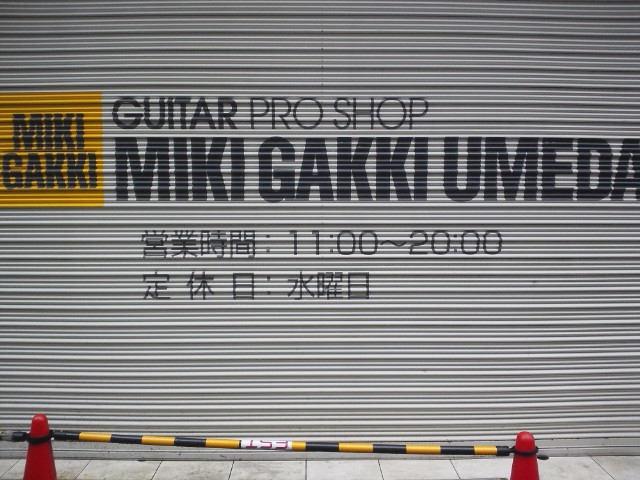 MIKI
GAKKI
GUITAR PRO SHOP
MIKI GAKKI UMEDA
営業時間： 11:00～20:00
定休日： 水曜日